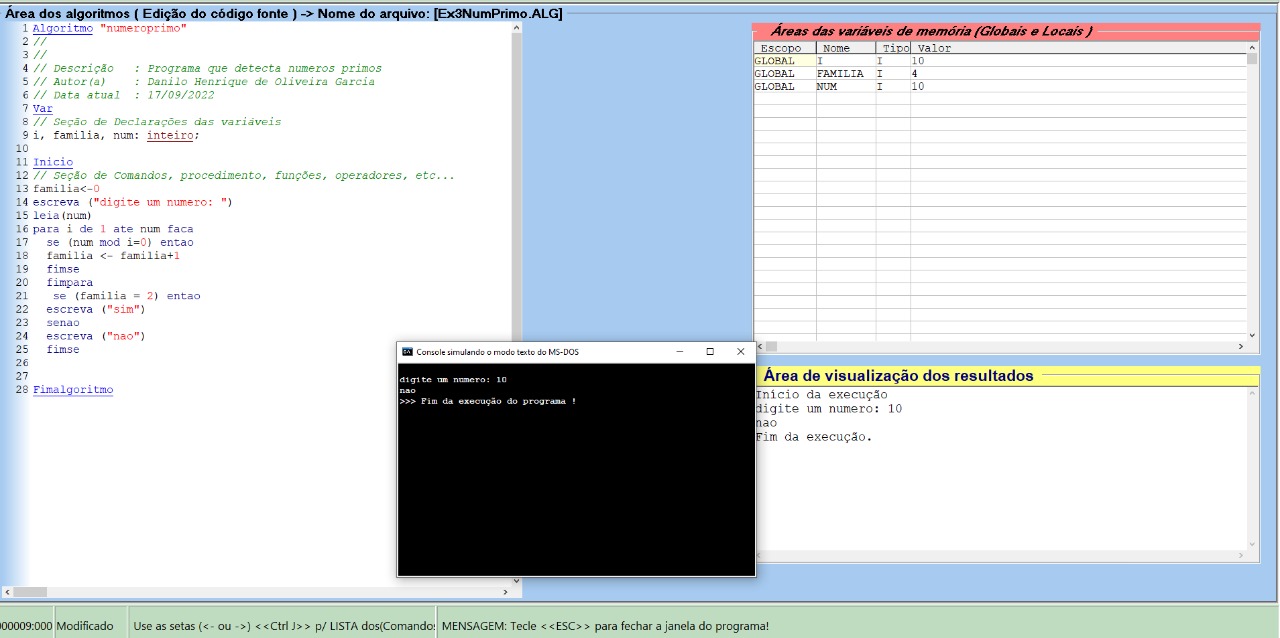 Área dos algoritmos ( Edição do código fonte ) -> Nome do arquivo: [Ex3NumPrimo.ALG]
1 Algoritmo "numeroprimo"
2 //
3 //
4 // Descrição   : Programa que detecta numeros primos
5 // Autor(a)    : Danilo Henrique de Oliveira Garcia
6 // Data atual  : 17/09/2022
7 Var
8 // Seção de Declarações das variáveis
9 i, familia, num: inteiro;
10
11 Inicio
12 // Seção de Comandos, procedimento, funções, operadores, etc...
13 familia<-0
14 escreva ("digite um numero: ")
15 leia(num)
16 para i de 1 ate num faca
17   se (num mod i=0) entao
18   familia <- familia+1
19   fimse
20   fimpara
21    se (familia = 2) entao
22   escreva ("sim")
23   senao
24   escreva ("nao")
25   fimse
26
27
28 Fimalgoritmo
Áreas das variáveis de memória (Globais e Locais )
Escopo Nome Tipo Valor
GLOBAL I I 10
GLOBAL FAMILIA I 4
GLOBAL NUM I 10
Console simulando o modo texto do MS-DOS
digite um numero: 10
nao
>>> Fim da execução do programa !
Área de visualização dos resultados
Início da execução
digite um numero: 10
nao
Fim da execução.
00009:000 Modificado Use as setas (<- ou ->) <<Ctrl J>> p/ LISTA dos(Comandos MENSAGEM: Tecle <<ESC>> para fechar a janela do programa!